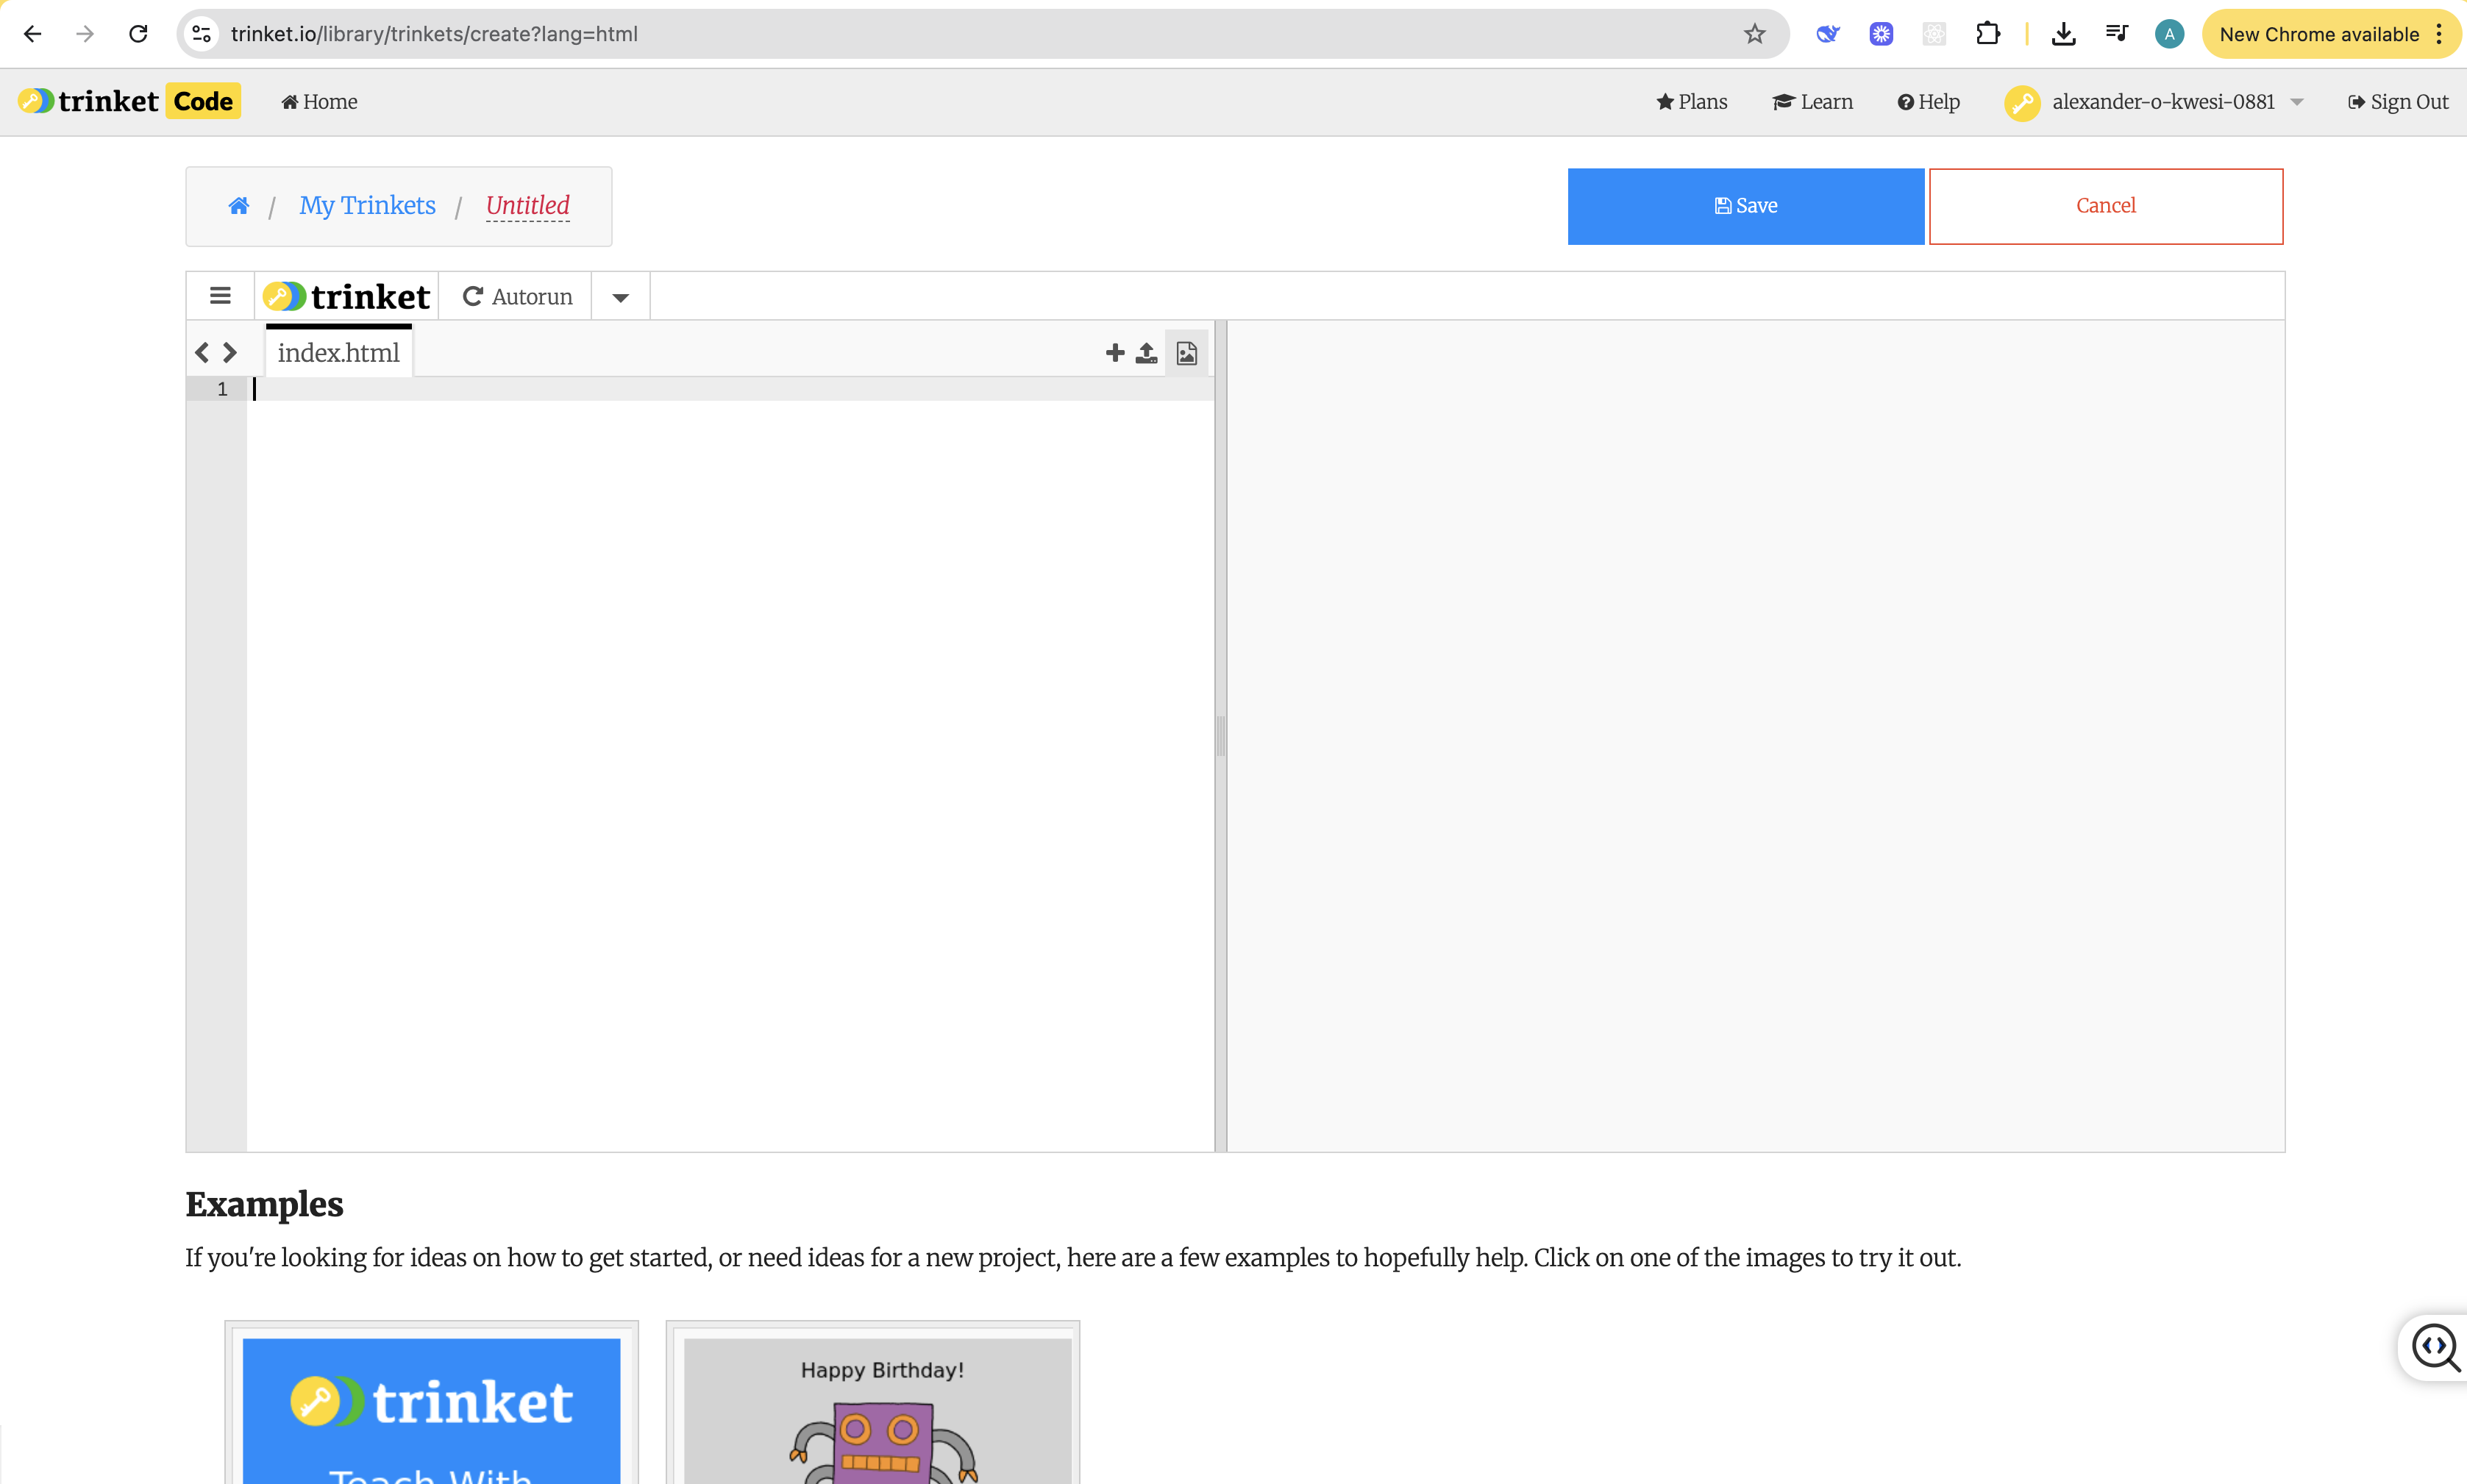 trinket.io/library/trinkets/create?lang=html
A
New Chrome available
trinket Code
Home
Plans
Learn
Help
alexander-o-kwesi-0881
Sign Out
/ My Trinkets / Untitled
Save
Cancel
trinket
Autorun
index.html
1
Examples
If you're looking for ideas on how to get started, or need ideas for a new project, here are a few examples to hopefully help. Click on one of the images to try it out.
trinket
Teach With
Happy Birthday!